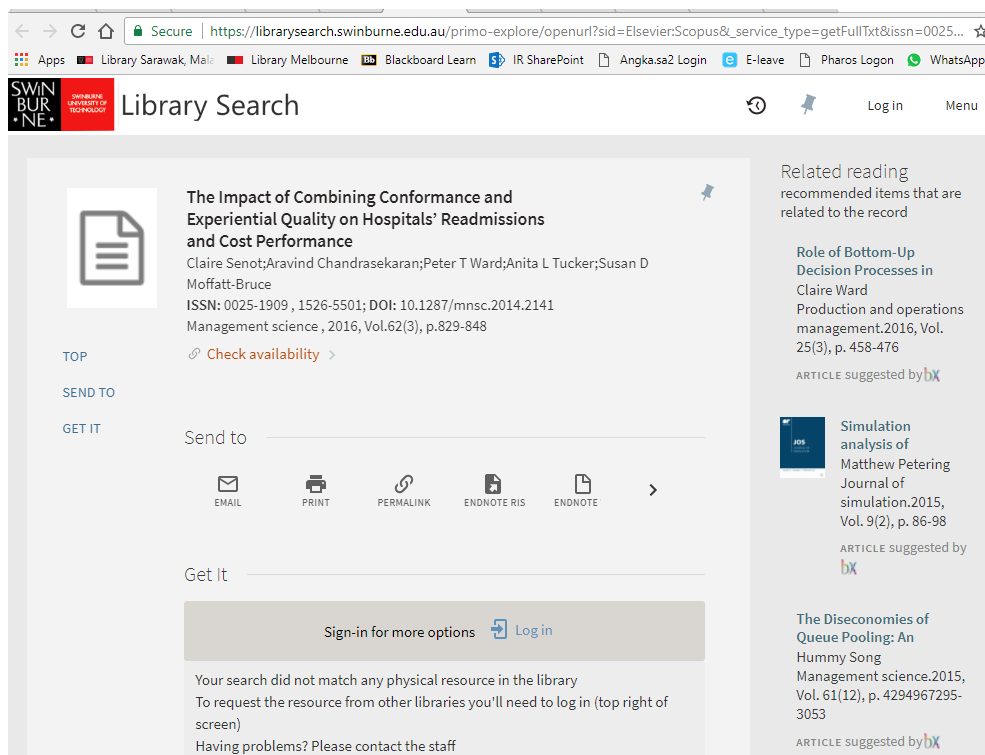 Secure
https://librarysearch.swinburne.edu.au/primo-explore/openurl?sid=Elsevier:Scopus&_service_type=getFullTxt&issn=0025...
Apps
Library Sarawak, Mala
Library Melbourne
Bb
Blackboard Learn
IR SharePoint
Angka.sa2 Login
E-leave
Pharos Logon
WhatsApp
SWIN
BUR
* NE *
SWINBURNE
UNIVERSITY OF
TECHNOLOGY
Library Search
Log in
Menu
The Impact of Combining Conformance and
Experiential Quality on Hospitals' Readmissions
and Cost Performance
Claire Senot;Aravind Chandrasekaran;Peter T Ward;Anita L Tucker;Susan D
Moffatt-Bruce
ISSN: 0025-1909 , 1526-5501; DOI: 10.1287/mnsc.2014.2141
Management science , 2016, Vol.62(3), p.829-848
Check availability
TOP
SEND TO
GET IT
Send to
EMAIL
PRINT
PERMALINK
ENDNOTE RIS
ENDNOTE
Get It
Sign-in for more options
Log in
Your search did not match any physical resource in the library
To request the resource from other libraries you'll need to log in (top right of
screen)
Having problems? Please contact the staff
Related reading
recommended items that are
related to the record
Role of Bottom-Up
Decision Processes in
Claire Ward
Production and operations
management.2016, Vol.
25(3), p. 458-476
ARTICLE suggested by bX
JOS
Simulation
analysis of
Matthew Petering
Journal of
simulation.2015,
Vol. 9(2), p. 86-98
ARTICLE suggested by
bX
The Diseconomies of
Queue Pooling: An
Hummy Song
Management science.2015,
Vol. 61(12), p. 4294967295-
3053
ARTICLE suggested by bX